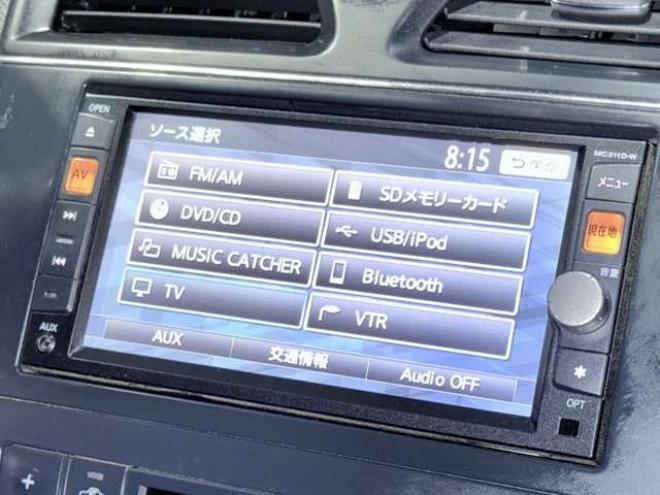 OPEN
MC311D-W
ソース選択
8:15
戻る
AV
メニュー
FM/AM
SDメモリーカード
DVD/CD
USB/iPod
現在地
MUSIC CATCHER
Bluetooth
音量
TV
VTR
AUX
AUX
交通情報
Audio OFF
OPT